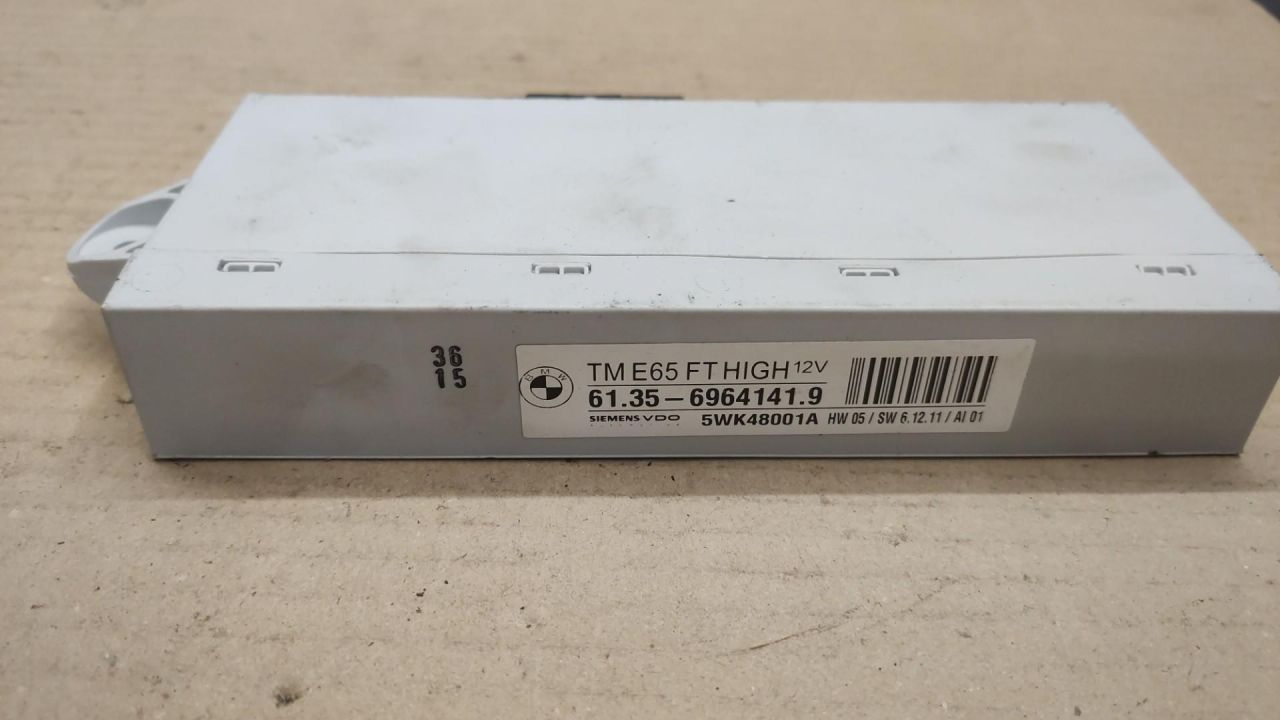 36
15
BMW
TM E65 FT HIGH 12V
61.35 – 6964141.9
SIEMENS VDO
5WK48001A HW 05 / SW 6.12.11 / AI 01